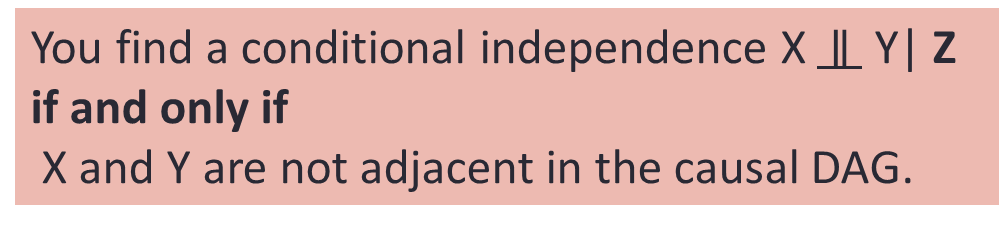 You find a conditional independence X ⫫ Y| Z
if and only if
X and Y are not adjacent in the causal DAG.